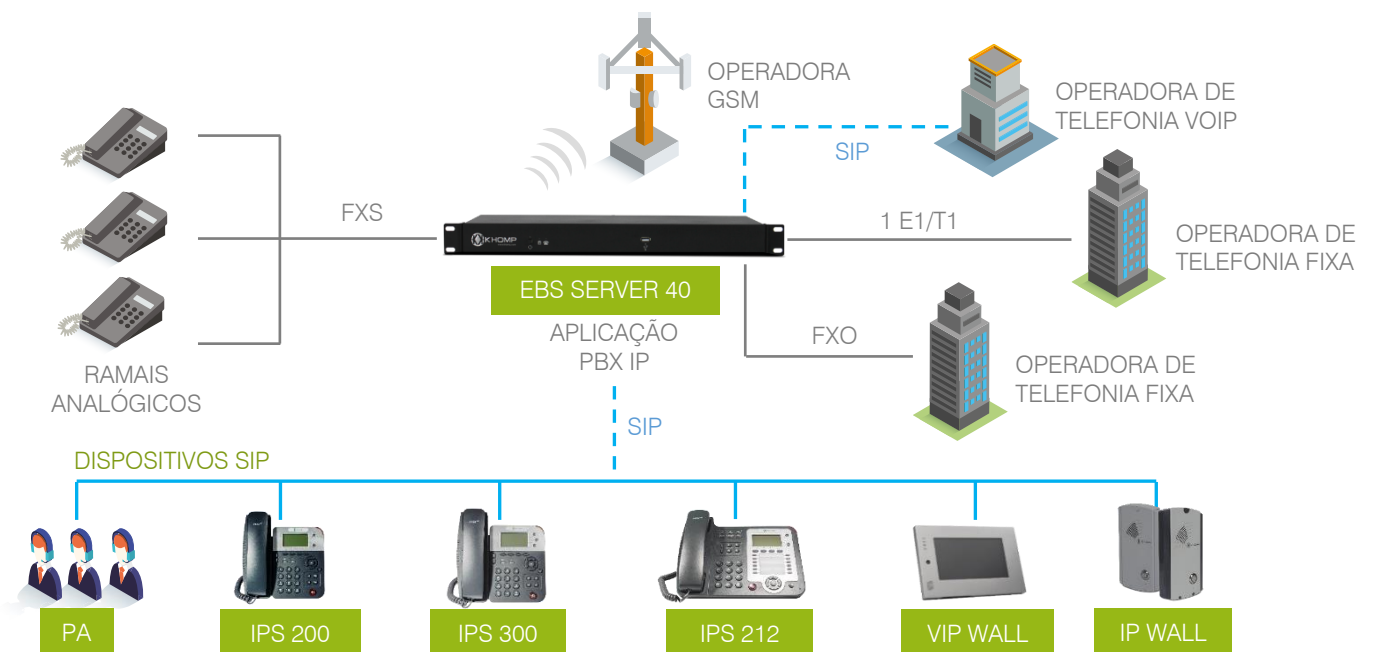 OPERADORA
GSM
OPERADORA DE
TELEFONIA VOIP
SIP
FXS
1 E1/T1
OPERADORA DE
TELEFONIA FIXA
KHOMP
EBS SERVER 40
APLICAÇÃO
PBX IP
FXO
OPERADORA DE
TELEFONIA FIXA
RAMAIS
ANALÓGICOS
SIP
DISPOSITIVOS SIP
PA
IPS 200
IPS 300
IPS 212
VIP WALL
IP WALL